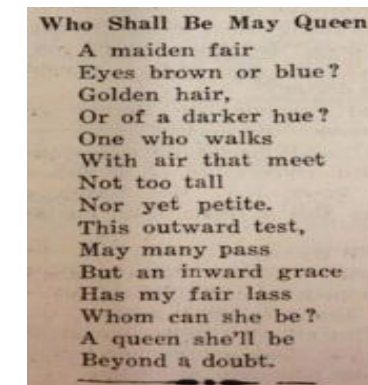 Who Shall Be May Queen
A maiden fair
Eyes brown or blue?
Golden hair,
Or of a darker hue?
One who walks
With air that meet
Not too tall
Nor yet petite.
This outward test,
May many pass
But an inward grace
Has my fair lass
Whom can she be?
A queen she'll be
Beyond a doubt.